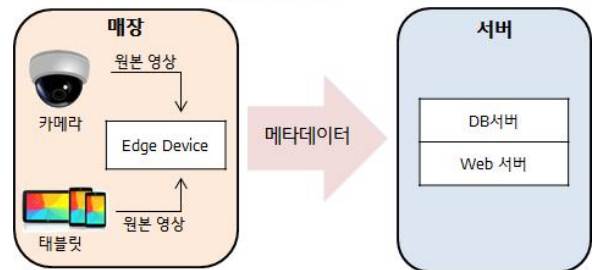 매장
원본 영상
카메라
Edge Device
원본 영상
태블릿
메타데이터
서버
DB서버
Web 서버